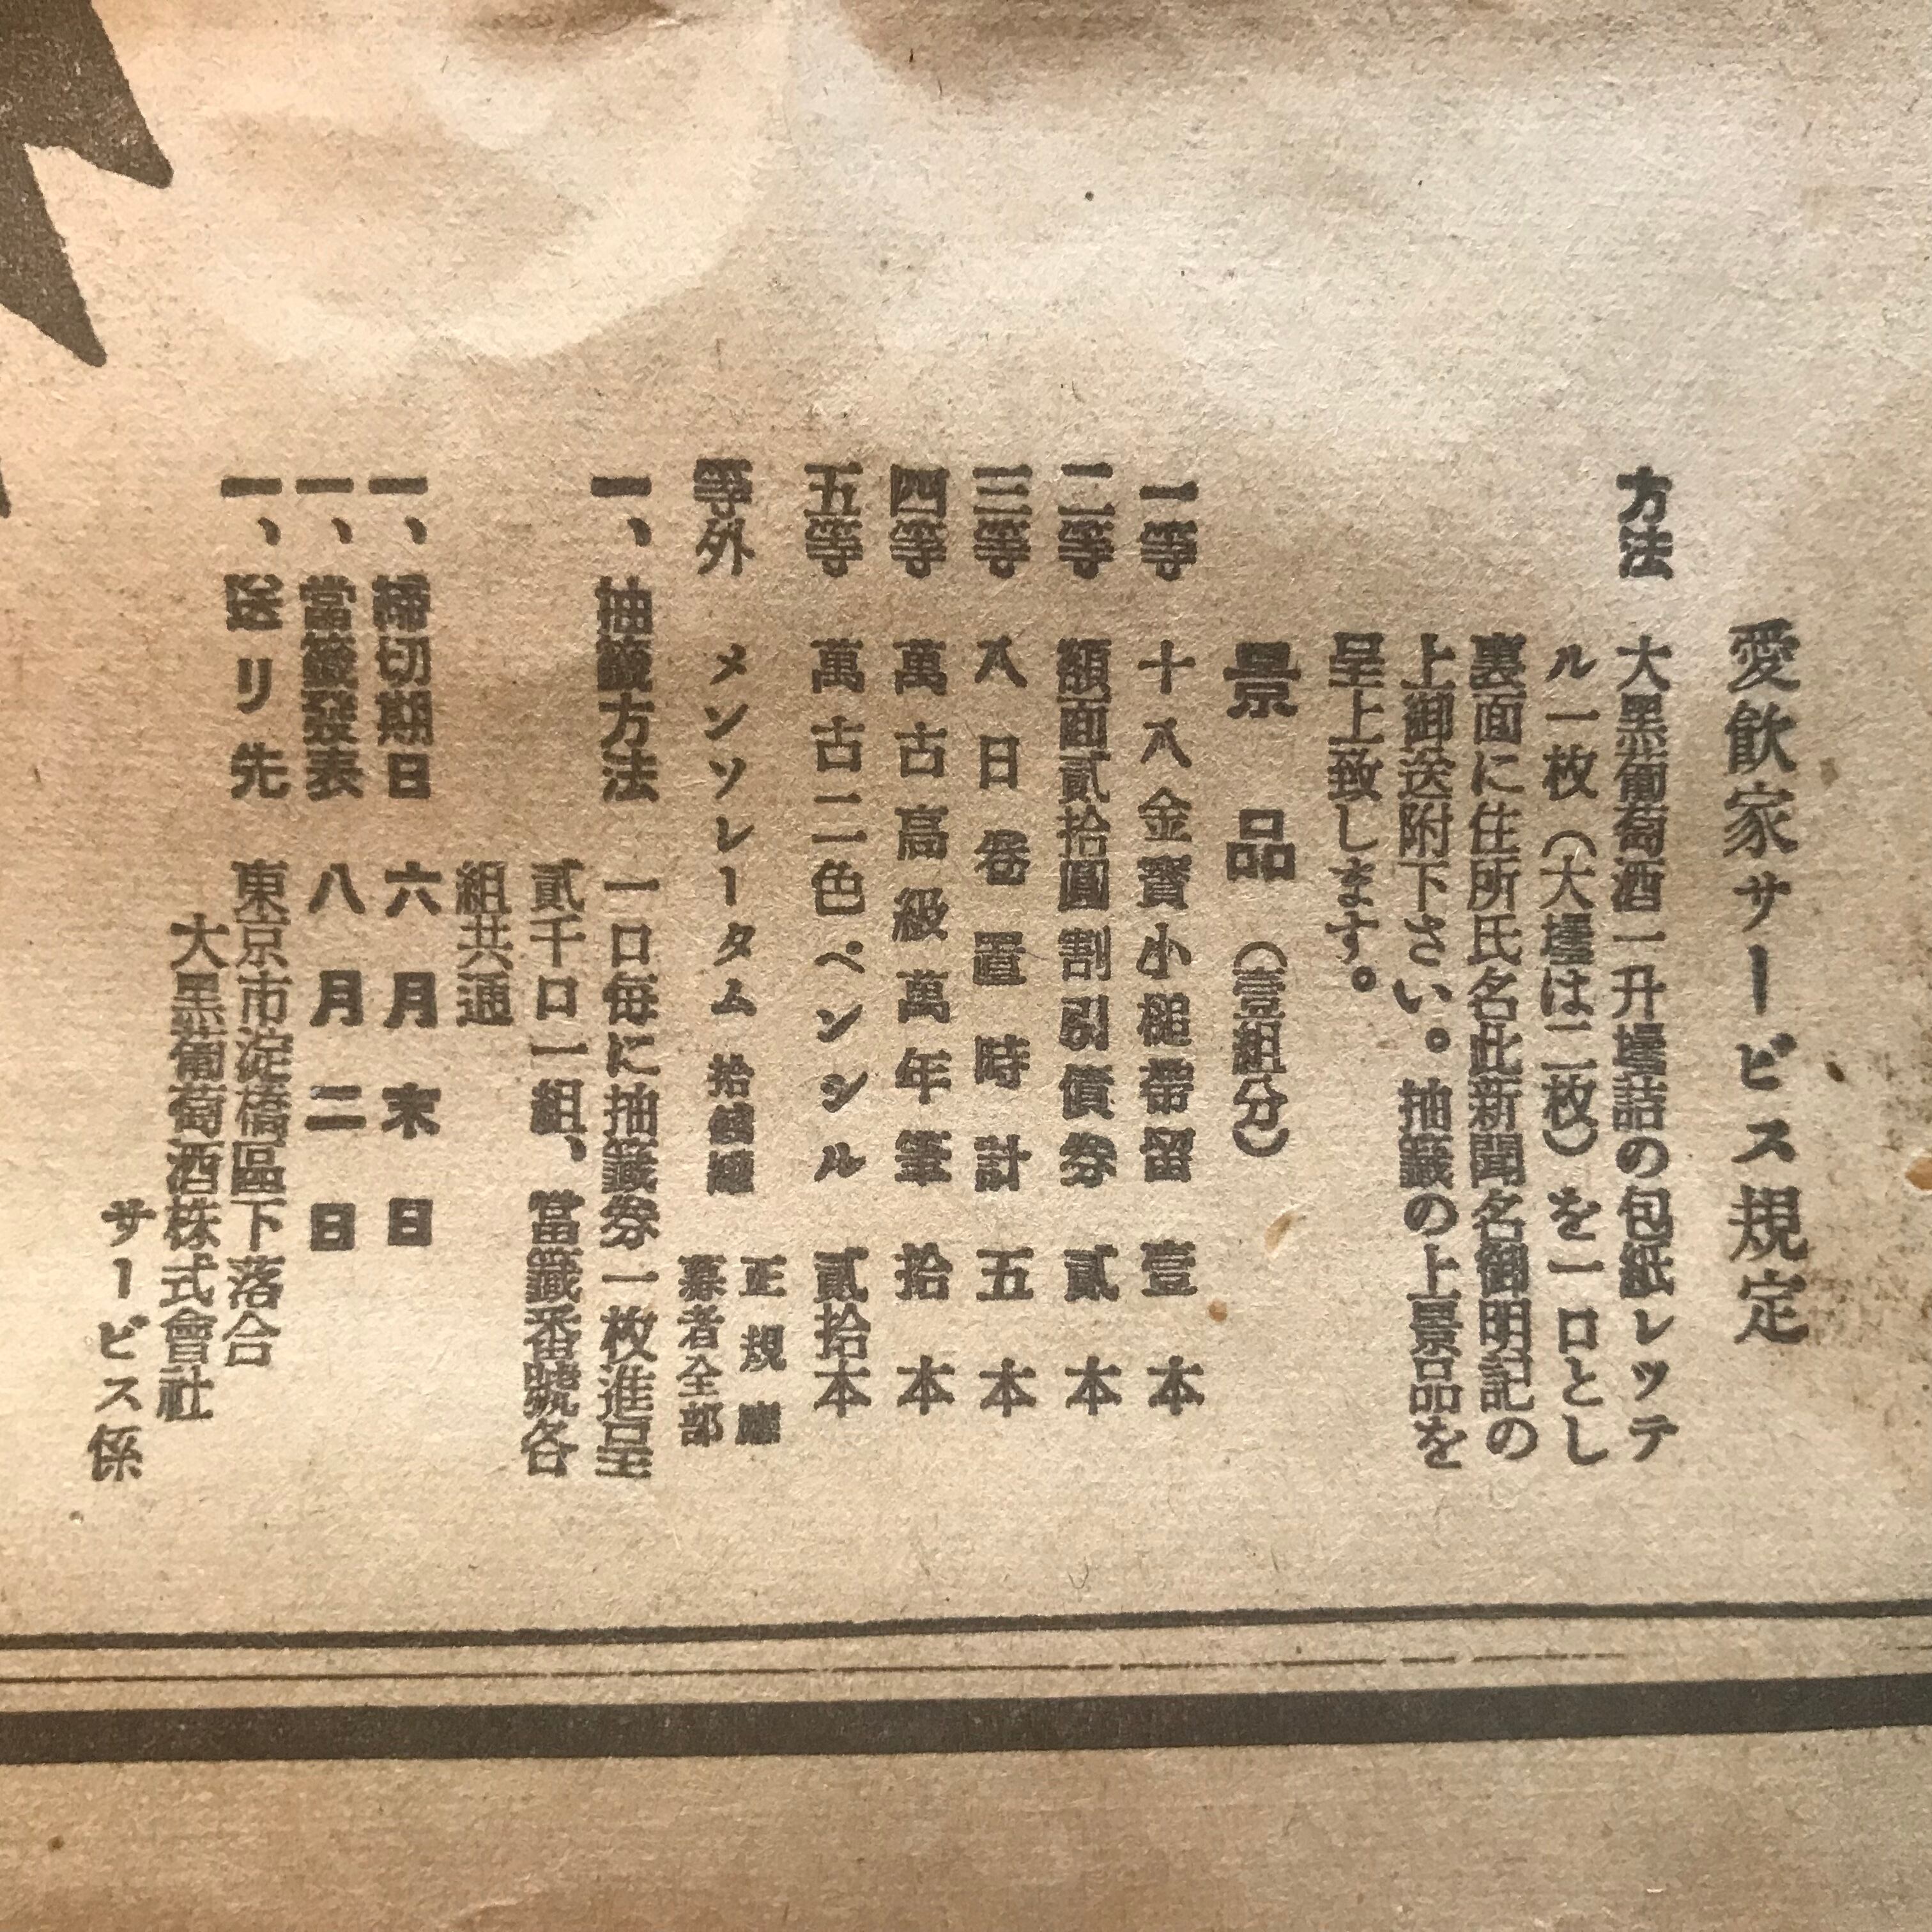 愛飲家サービス規定
方法 大黒葡萄酒一升壜詰の包紙レッテ
ル一枚（大壜は二枚）を一口とし
裏面に住所氏名此新聞名御明記の
上御送附下さい。抽籤の上景品を
呈上致します。
景品（壹組分）
一等 十八金寶小槌帶留 壹本
二等 額面貳拾圓割引債券 貳本
三等 八日卷置時計 五本
四等 萬古高級萬年筆 拾本
五等 萬古二色ペンシル 貳拾本
等外 メンソレータム 拾錢罐 正規應
募者全部
一、抽籤方法 一口毎に抽籤券一枚進呈
貳千口一組、當籤番號各
組共通
一、締切期日 六月末日
一、當籤發表 八月二日
一、送リ先 東京市淀橋區下落合
大黒葡萄酒株式會社
サービス係